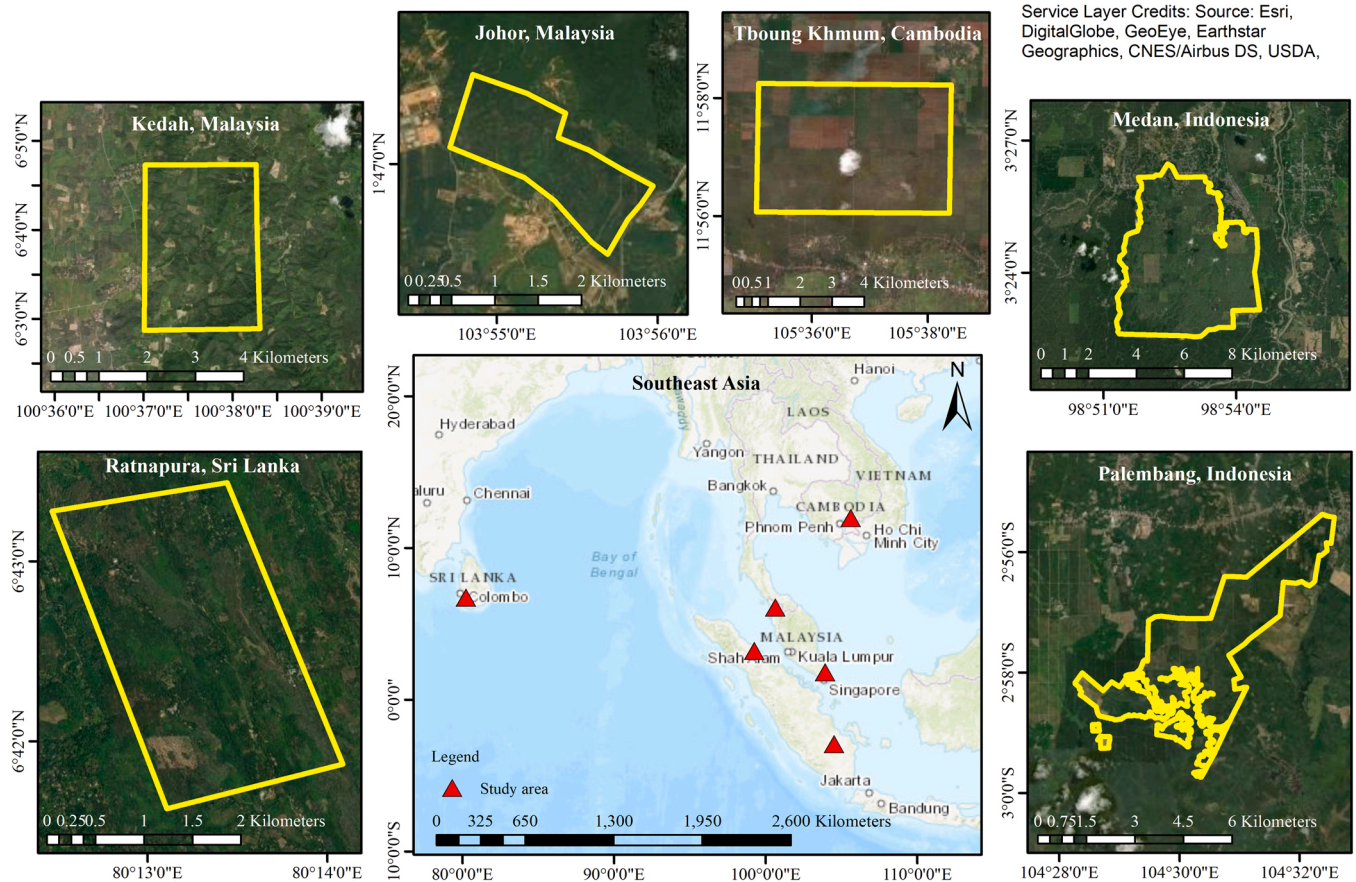 Service Layer Credits: Source: Esri,
DigitalGlobe, GeoEye, Earthstar
Geographics, CNES/Airbus DS, USDA,
Kedah, Malaysia
6°5'0"N
6°4'0"N
6°3'0"N
0 0.5 1 2 3 4 Kilometers
100°36'0"E 100°37'0"E 100°38'0"E 100°39'0"E
Johor, Malaysia
1°47'0"N
0 0.25 0.5 1 1.5 2 Kilometers
103°55'0"E 103°56'0"E
Tboung Khmum, Cambodia
11°58'0"N
11°56'0"N
0 0.5 1 2 3 4 Kilometers
105°36'0"E 105°38'0"E
Medan, Indonesia
3°27'0"N
3°24'0"N
0 1 2 4 6 8 Kilometers
98°51'0"E 98°54'0"E
Ratnapura, Sri Lanka
6°43'0"N
6°42'0"N
0 0.25 0.5 1 1.5 2 Kilometers
80°13'0"E 80°14'0"E
Southeast Asia
N
20°0'0"N
10°0'0"N
0°0'0"
10°0'0"S
Hanoi
Hyderabad
LAOS
Yangon
THAILAND
VIETNAM
Bangkok
aluru
Chennai
CAMBODIA
Phnom Penh
Ho Chi
Minh City
Bay of
Bengal
SRI LANKA
Colombo
MALAYSIA
Shah Alam
Kuala Lumpur
Singapore
Jakarta
Bandung
Legend
Study area
0 325 650 1,300 1,950 2,600 Kilometers
80°0'0"E 90°0'0"E 100°0'0"E 110°0'0"E
Palembang, Indonesia
2°56'0"S
2°58'0"S
3°0'0"S
0 0.75 1.5 3 4.5 6 Kilometers
104°28'0"E 104°30'0"E 104°32'0"E